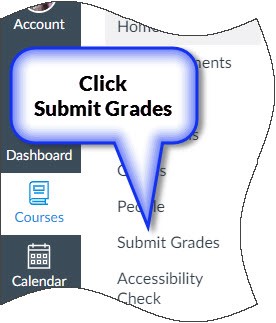 Account
Home
Click
Submit Grades
Dashboard
Courses
People
Submit Grades
Calendar
Accessibility
Check